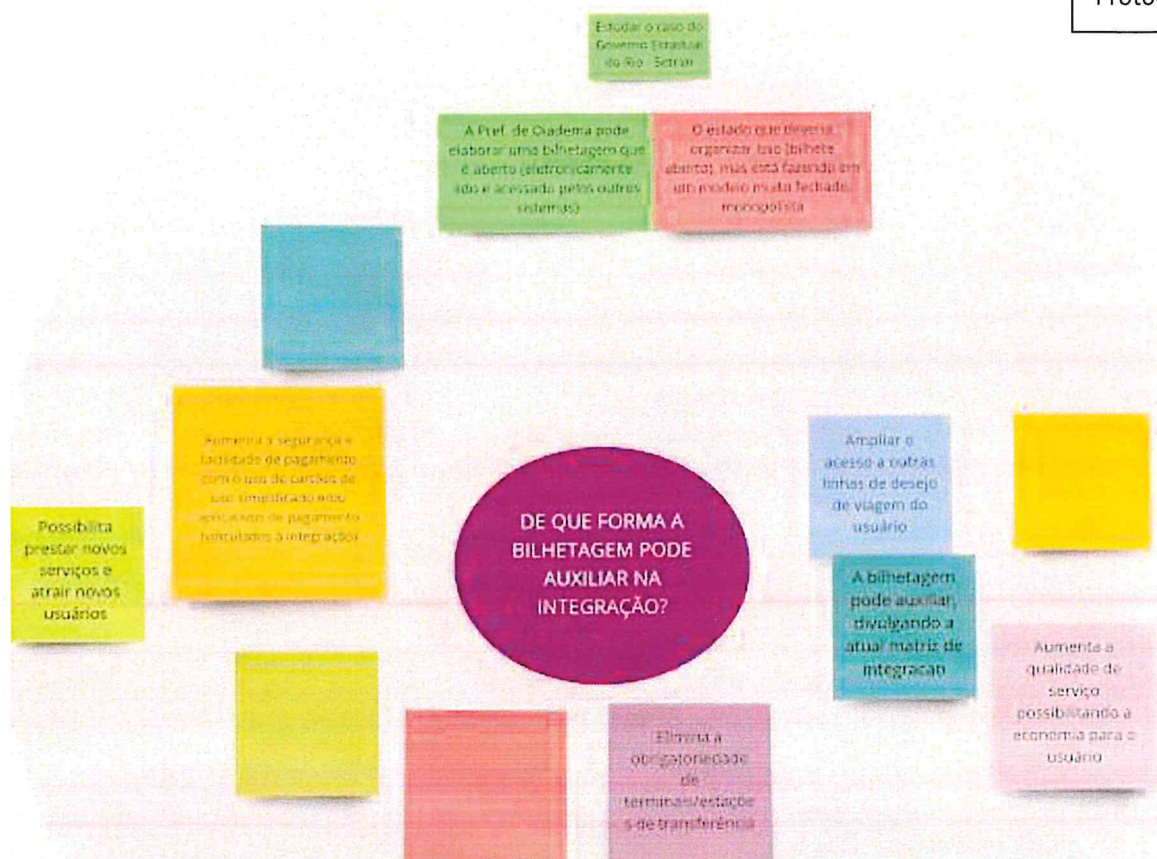 Estudar o caso do
Governo Estadual
do Rio - Setran
A Pref. de Diadema pode
elaborar uma bilhetagem que
é aberto (eletronicamente
lido e acessado pelos outros
sistemas)
O estado que deveria
organizar isso (bilhete
aberto), mas está fazendo em
um modelo muito fechado,
monopolista
Aumenta a segurança e
facilidade de pagamento
com o uso de cartões de
uso simplificado e/ou
aplicativos de pagamento
(vinculados à integração)
Possibilita
prestar novos
serviços e
atrair novos
usuários
DE QUE FORMA A
BILHETAGEM PODE
AUXILIAR NA
INTEGRAÇÃO?
Ampliar o
acesso a outras
linhas de desejo
de viagem do
usuário
A bilhetagem
pode auxiliar,
divulgando a
atual matriz de
integracao
Aumenta a
qualidade de
serviço
possibilitando a
economia para o
usuário
Elimina a
obrigatoriedade
de
terminais/estaçõe
s de transferência